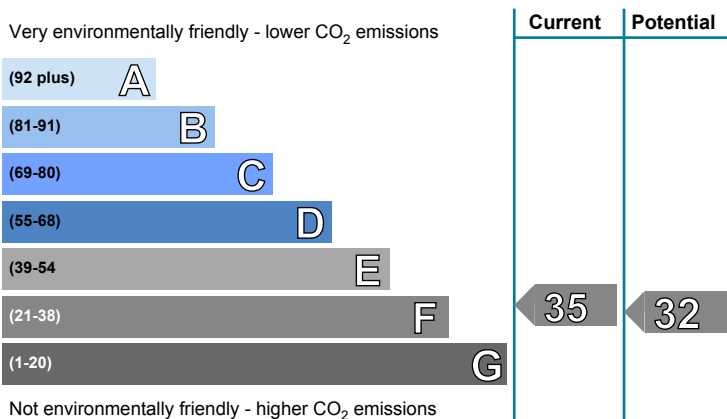 Very environmentally friendly - lower CO2 emissions
Current
Potential
(92 plus) A
(81-91) B
(69-80) C
(55-68) D
(39-54 E
(21-38) F
35
32
(1-20) G
Not environmentally friendly - higher CO2 emissions